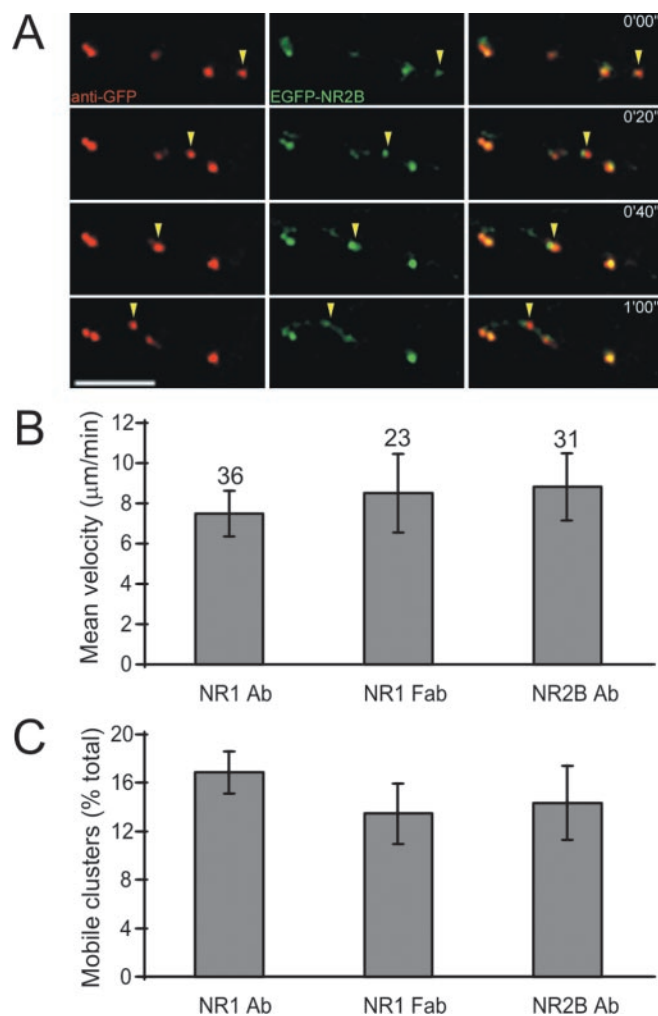 A
0'00"
anti-GFP
EGFP-NR2B
0'20"
0'40"
1'00"
B
Mean velocity (μm/min)
12
10
8
6
4
2
0
36
23
31
NR1 Ab
NR1 Fab
NR2B Ab
C
Mobile clusters (% total)
20
16
12
8
4
0
NR1 Ab
NR1 Fab
NR2B Ab